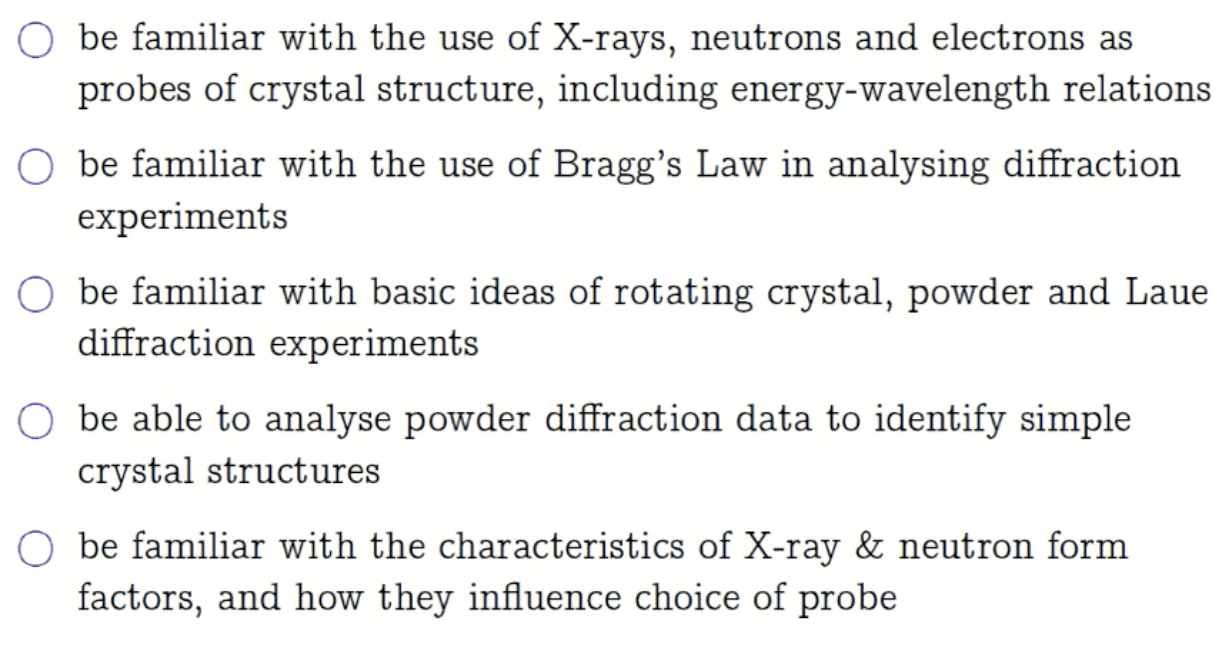 be familiar with the use of X-rays, neutrons and electrons as
probes of crystal structure, including energy-wavelength relations
be familiar with the use of Bragg's Law in analysing diffraction
experiments
be familiar with basic ideas of rotating crystal, powder and Laue
diffraction experiments
be able to analyse powder diffraction data to identify simple
crystal structures
be familiar with the characteristics of X-ray & neutron form
factors, and how they influence choice of probe